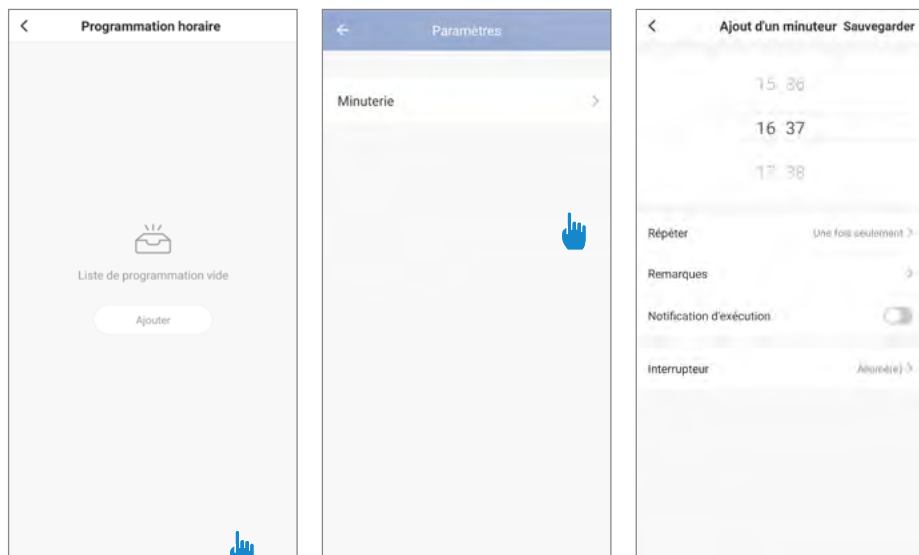 Programmation horaire
Liste de programmation vide
Ajouter
Paramètres
Minuterie
Ajout d'un minuteur Sauvegarder
15 36
16 37
17 38
Répéter Une fois seulement
Remarques
Notification d'exécution
Interrupteur Allumé(e)